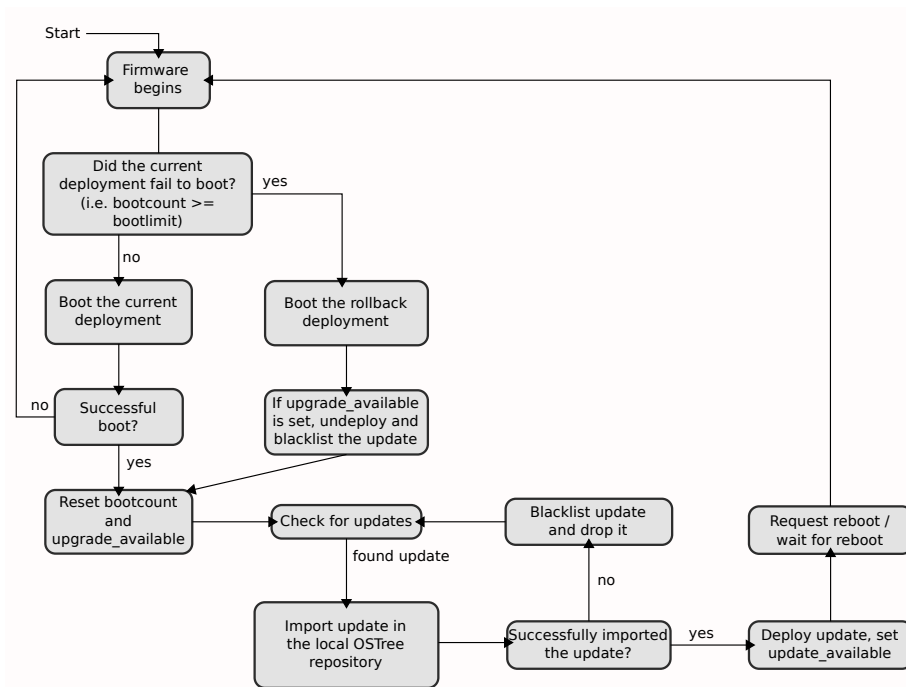 Start
Firmware
begins
Did the current
deployment fail to boot?
(i.e. bootcount >=
bootlimit)
yes
no
Boot the current
deployment
Boot the rollback
deployment
no
Successful
boot?
If upgrade_available
is set, undeploy and
blacklist the update
yes
Reset bootcount
and
upgrade_available
Check for updates
Blacklist update
and drop it
Request reboot /
wait for reboot
found update
no
Import update in
the local OSTree
repository
Successfully imported
the update?
yes
Deploy update, set
update_available